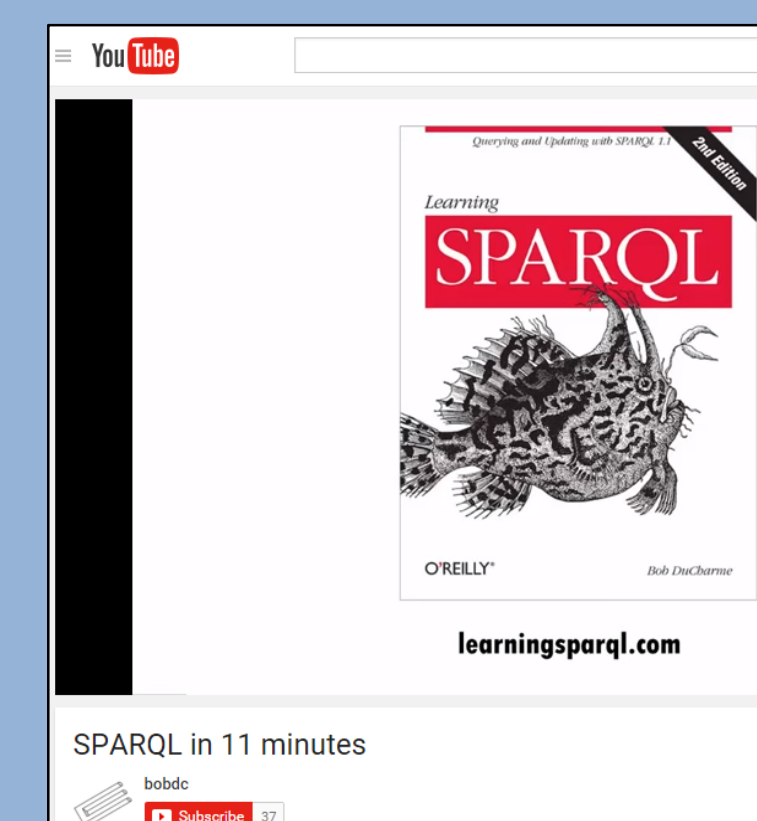 YouTube
Querying and Updating with SPARQL 1.1
2nd Edition
Learning
SPARQL
O'REILLY®
Bob DuCharme
learningsparql.com
SPARQL in 11 minutes
bobdc
Subscribe 37